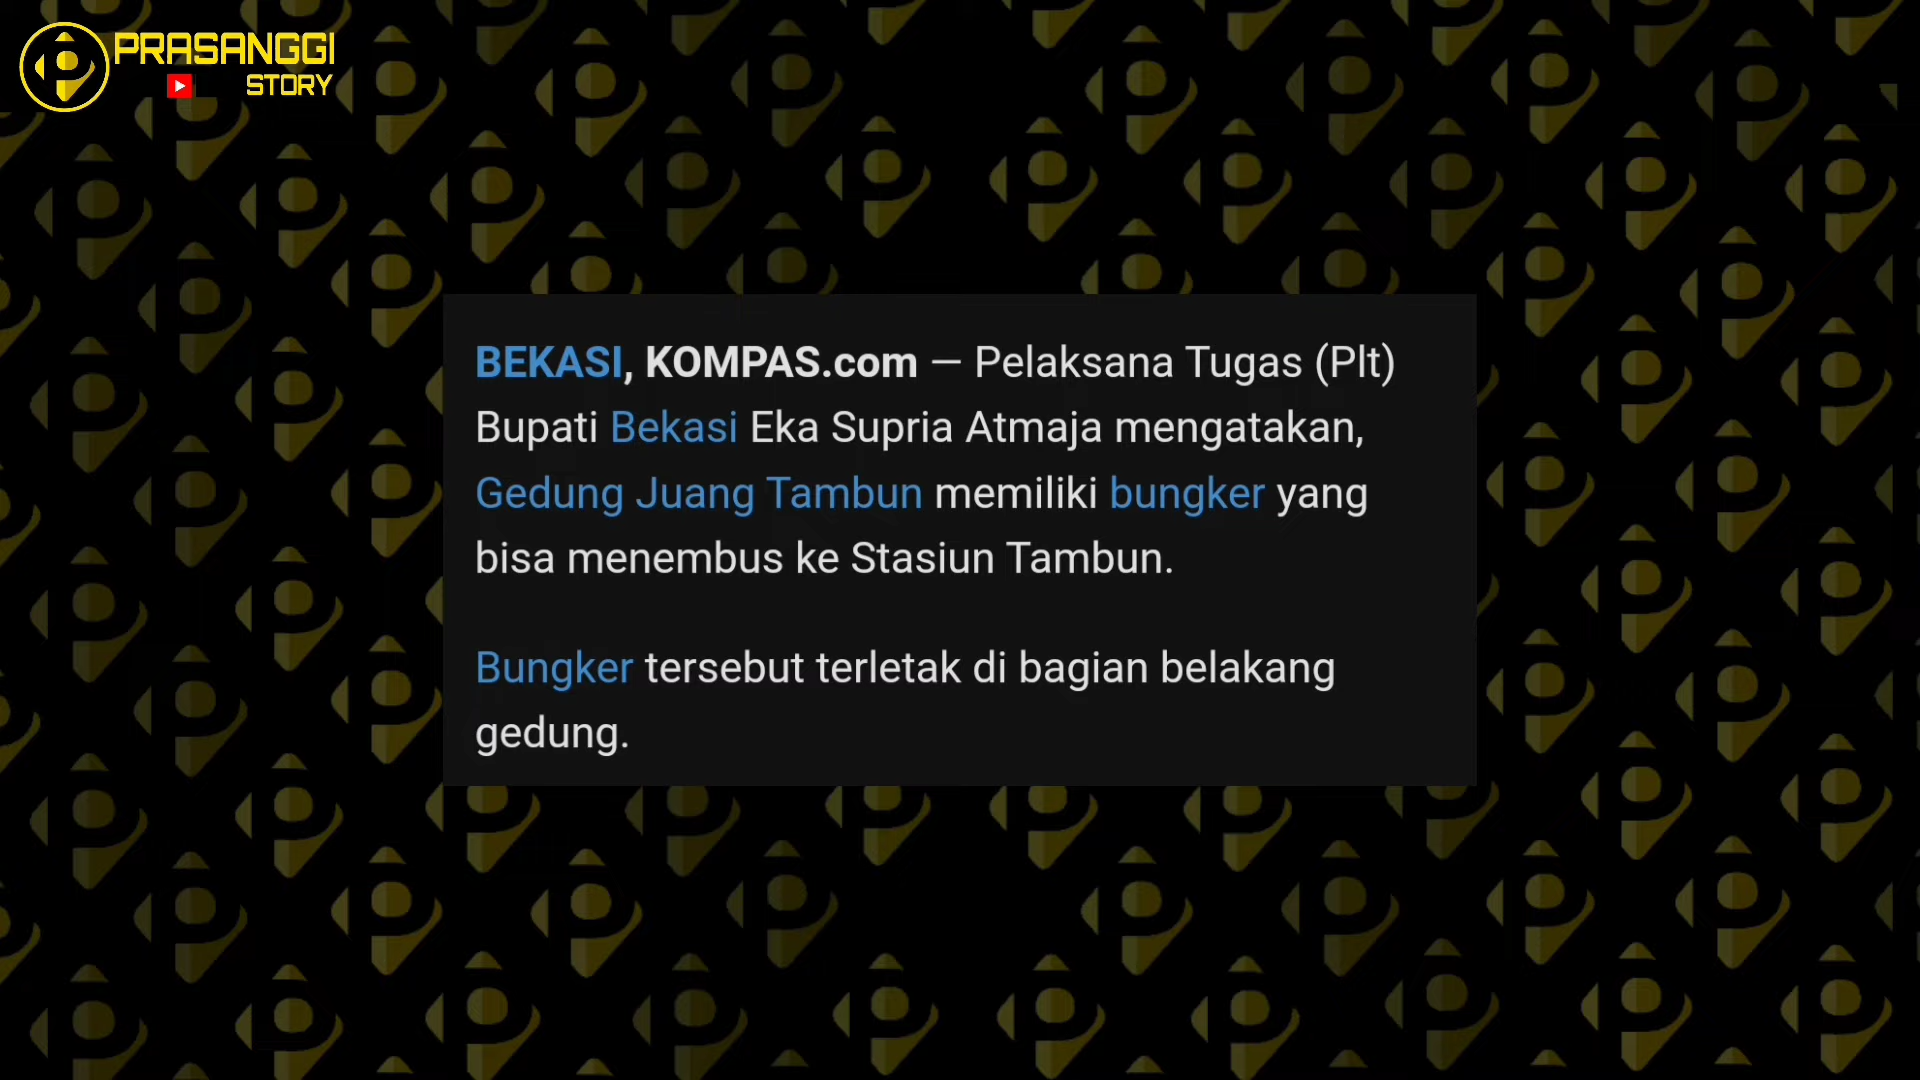 PRASANGGI
STORY
BEKASI, KOMPAS.com — Pelaksana Tugas (Plt)
Bupati Bekasi Eka Supria Atmaja mengatakan,
Gedung Juang Tambun memiliki bungker yang
bisa menembus ke Stasiun Tambun.
Bungker tersebut terletak di bagian belakang
gedung.